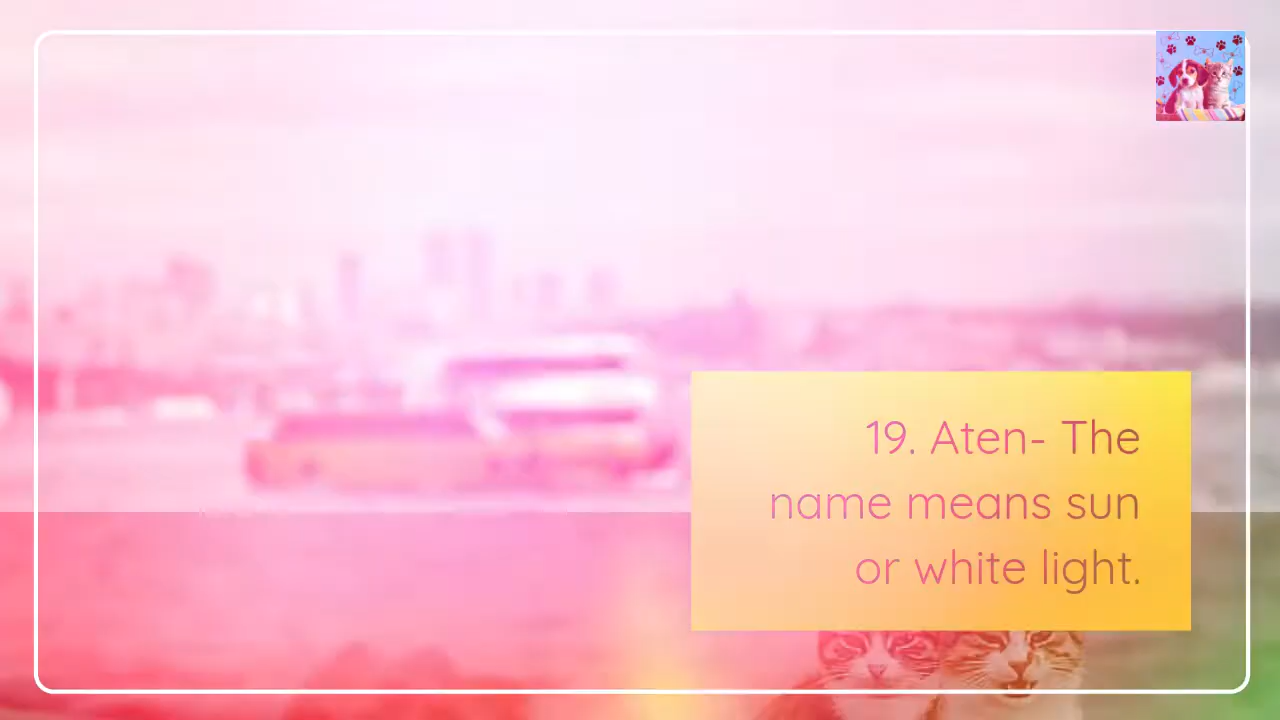 19. Aten- The
name means sun
or white light.